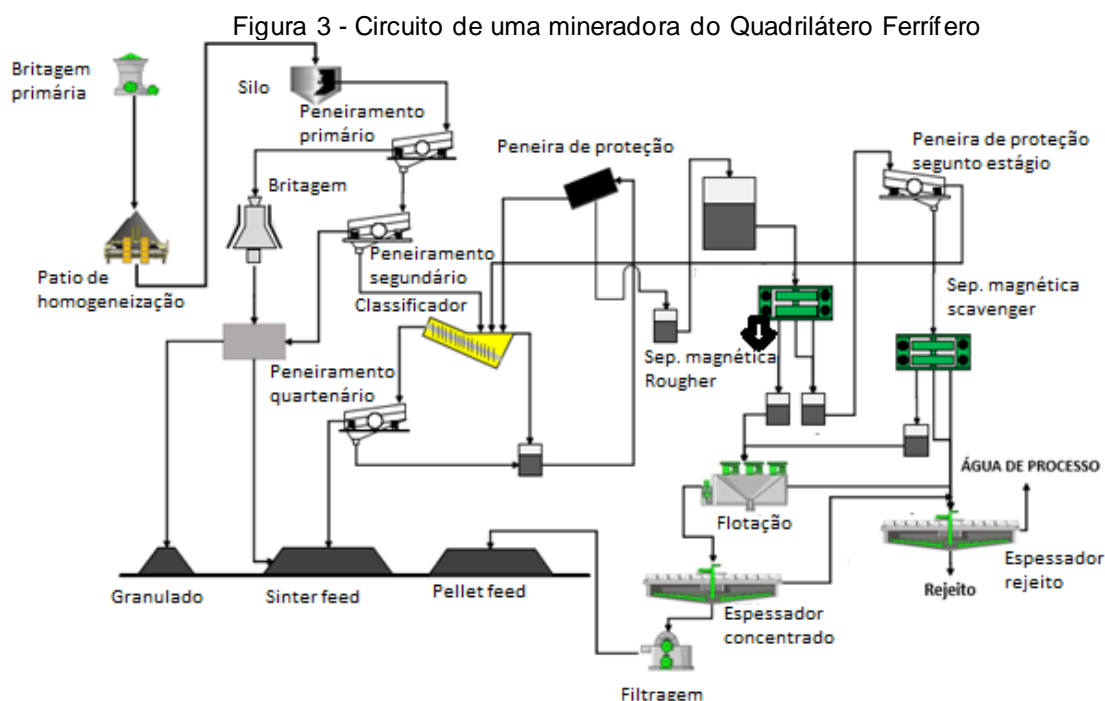 Figura 3 - Circuito de uma mineradora do Quadrilátero Ferrífero
Britagem
primária
Silo
Peneiramento
primário
Peneira de proteção
Peneira de proteção
segunto estágio
Britagem
Patio de
homogeneização
Peneiramento
segundário
Classificador
Sep. magnética
scavenger
Sep. magnética
Rougher
Peneiramento
quartenário
ÁGUA DE PROCESSO
Flotação
Espessador
rejeito
Rejeito
Granulado
Sinter feed
Pellet feed
Espessador
concentrado
Filtragem